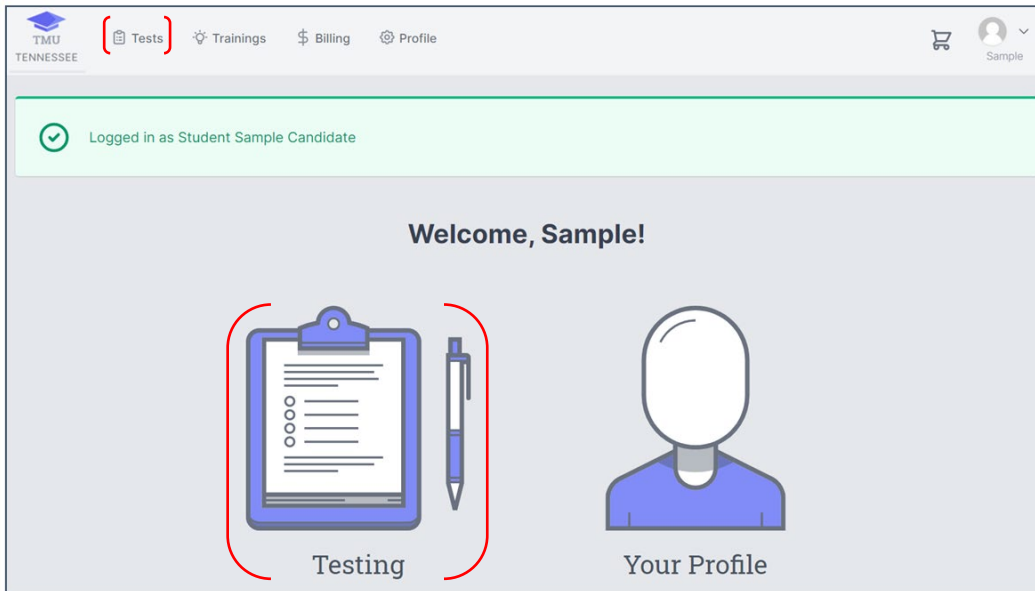 TMU
TENNESSEE
Tests Trainings $ Billing Profile
Sample
Logged in as Student Sample Candidate
Welcome, Sample!
Testing Your Profile